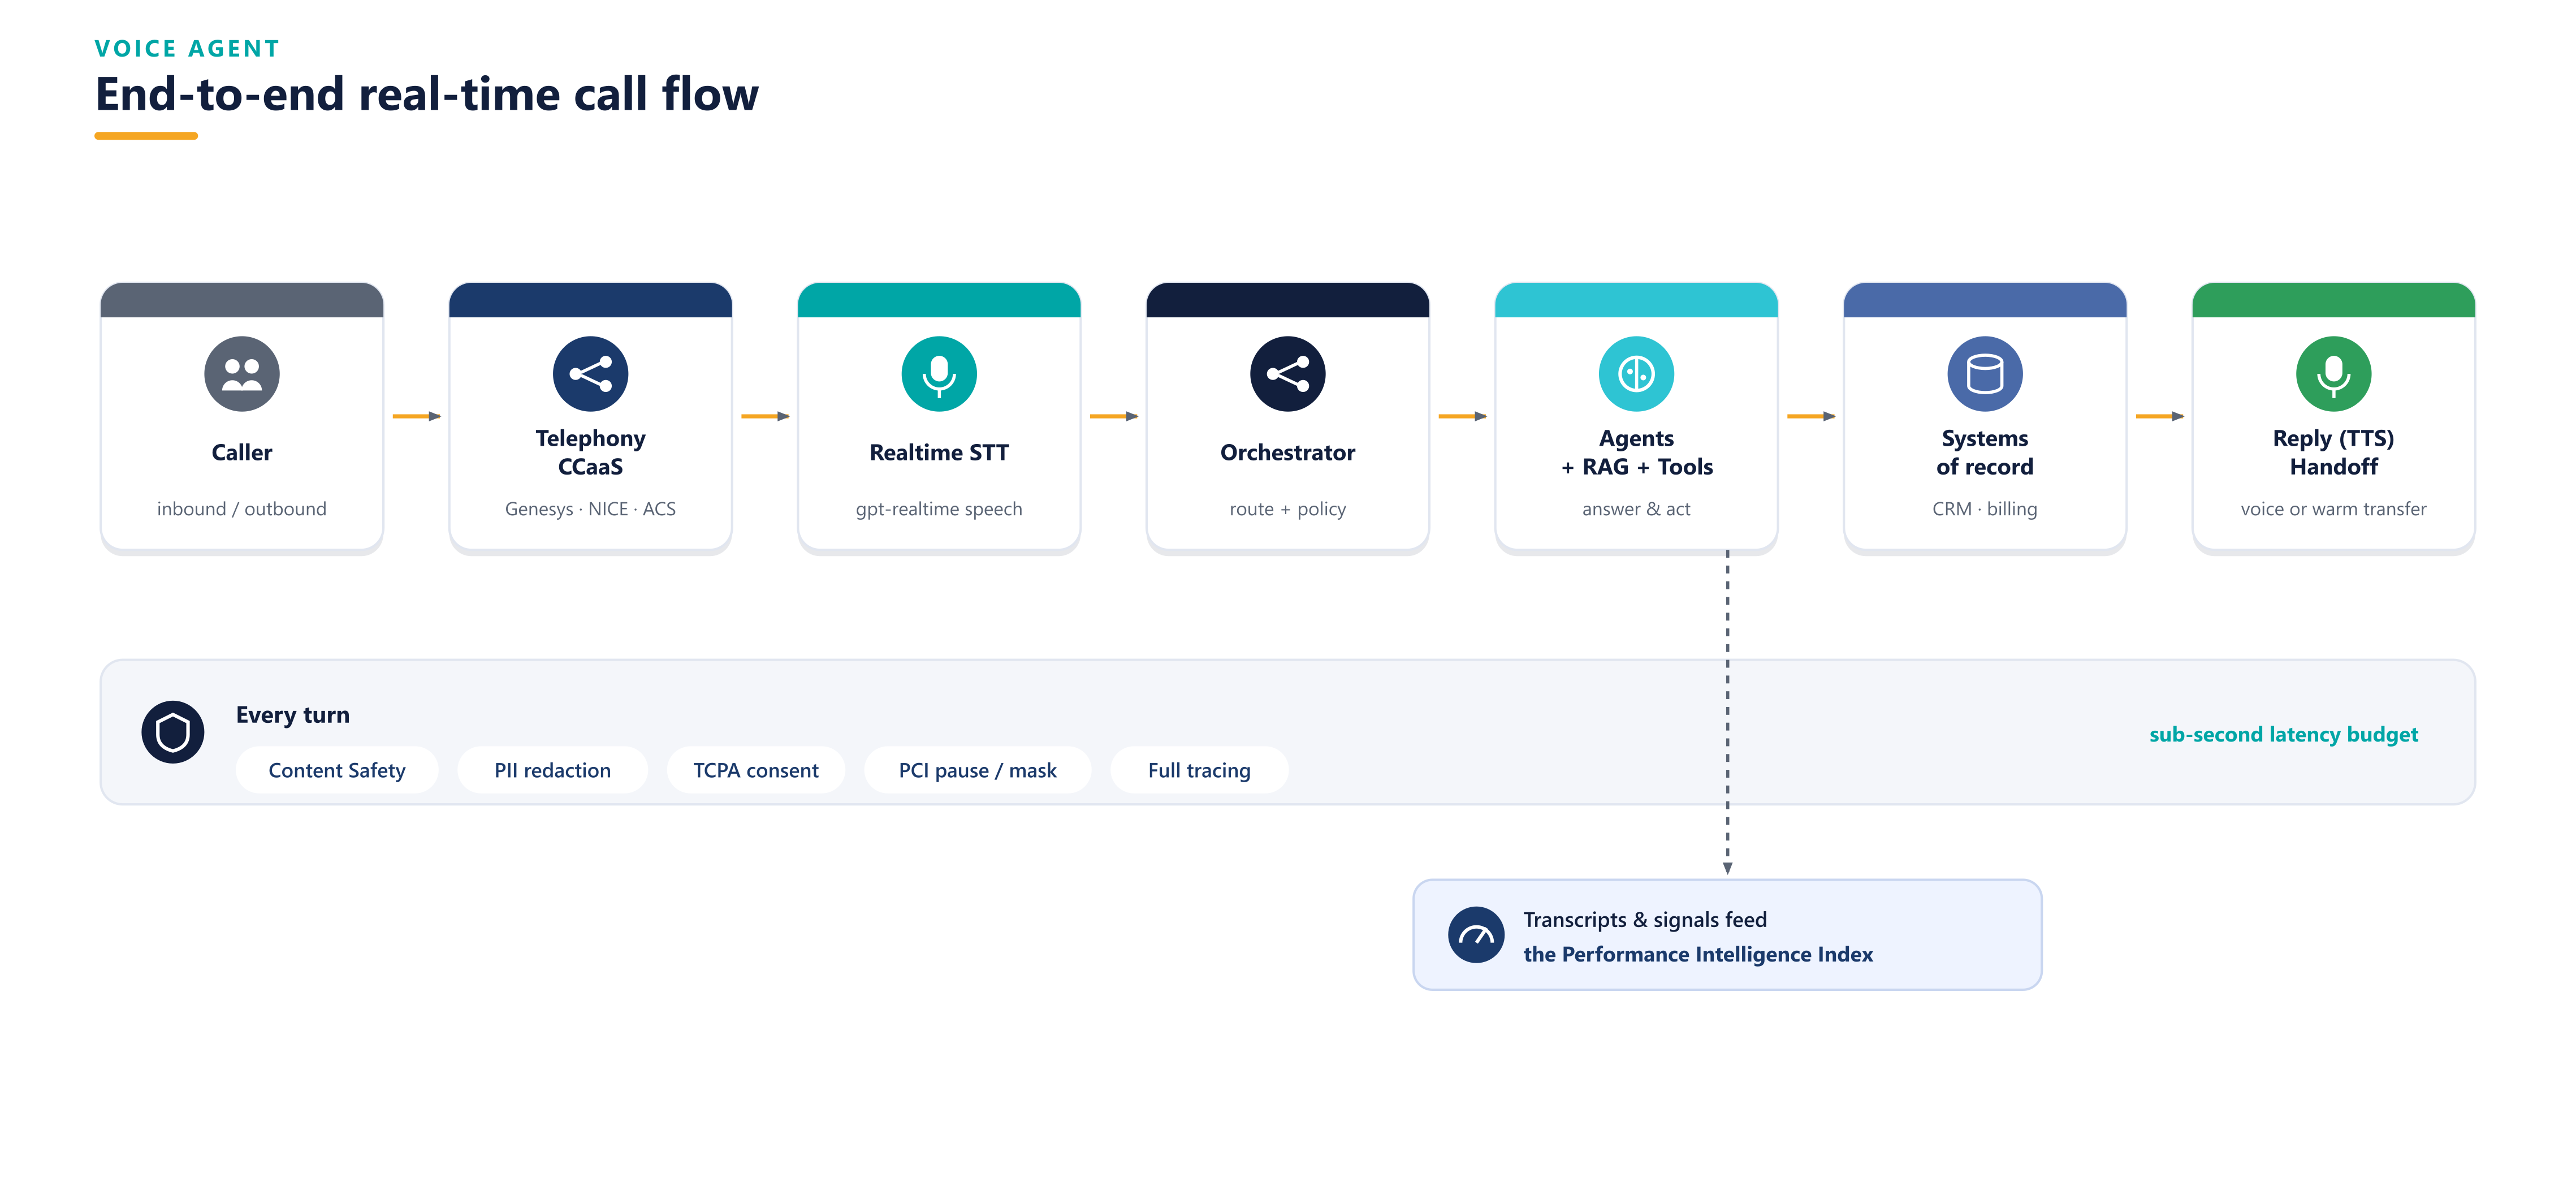 VOICE AGENT
End-to-end real-time call flow
Caller
inbound / outbound
Telephony
CCaaS
Genesys · NICE · ACS
Realtime STT
gpt-realtime speech
Orchestrator
route + policy
Agents
+ RAG + Tools
answer & act
Systems
of record
CRM · billing
Reply (TTS)
Handoff
voice or warm transfer
Every turn
Content Safety
PII redaction
TCPA consent
PCI pause / mask
Full tracing
sub-second latency budget
Transcripts & signals feed
the Performance Intelligence Index